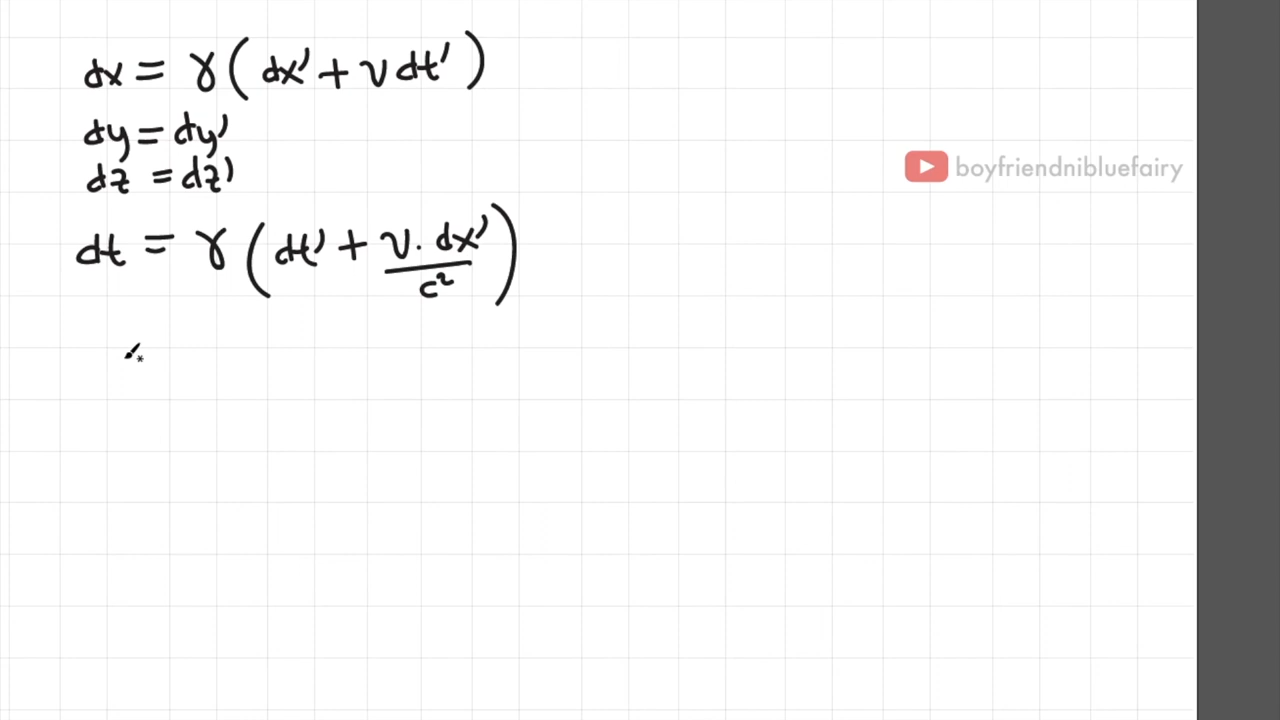 dx = γ( dx' + v dt' )
boyfriendnibluefairy
dy = dy'
dz = dz'
dt = γ ( dt' + v. dx' / c² )